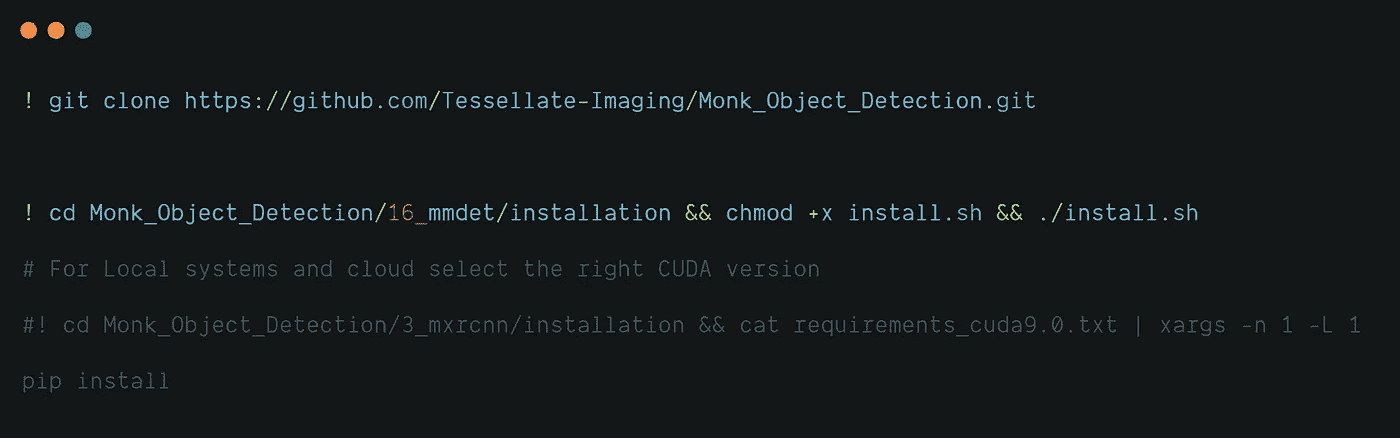 ! git clone https://github.com/Tessellate-Imaging/Monk_Object_Detection.git
! cd Monk_Object_Detection/16_mmdet/installation && chmod +x install.sh && ./install.sh
# For Local systems and cloud select the right CUDA version
#! cd Monk_Object_Detection/3_mxrcnn/installation && cat requirements_cuda9.0.txt | xargs -n 1 -L 1
pip install